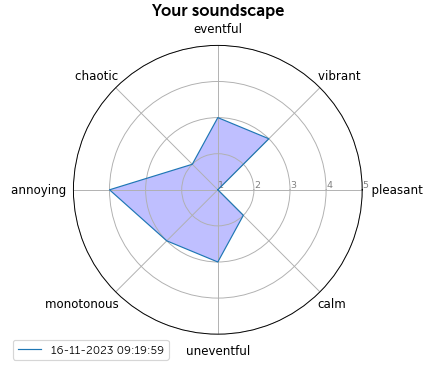 Your soundscape
eventful
chaotic
vibrant
annoying
1
2
3
4
5
pleasant
monotonous
calm
16-11-2023 09:19:59
uneventful